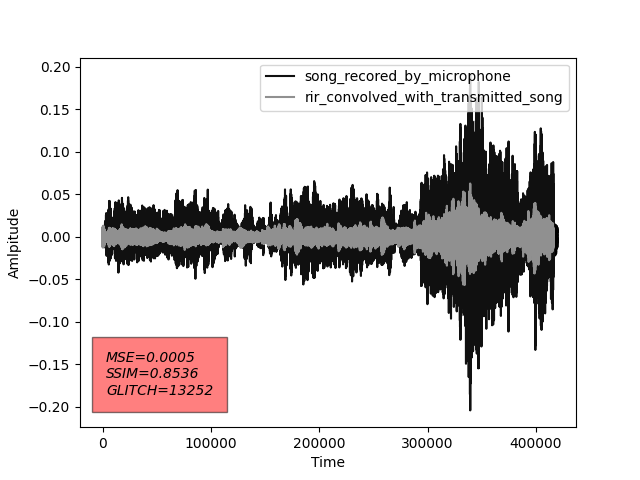 song_recored_by_microphone
rir_convolved_with_transmitted_song
0.20
0.15
0.10
0.05
0.00
−0.05
−0.10
−0.15
−0.20
Amlpitude
MSE=0.0005
SSIM=0.8536
GLITCH=13252
0 100000 200000 300000 400000
Time